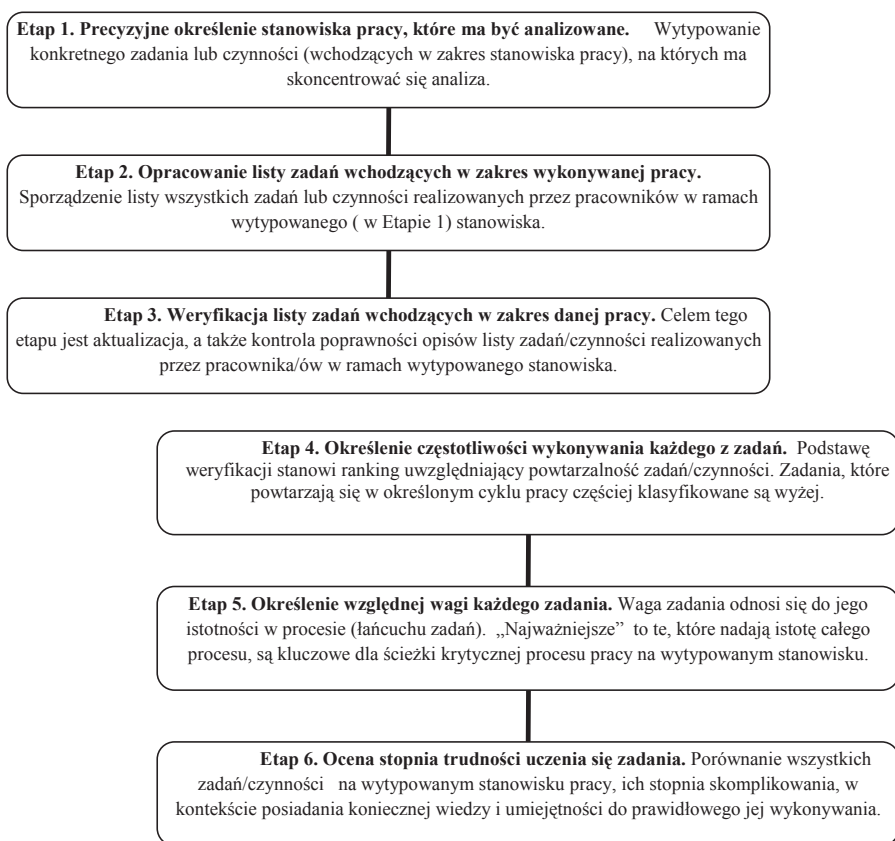 Etap 1. Precyzyjne określenie stanowiska pracy, które ma być analizowane. Wytypowanie
konkretnego zadania lub czynności (wchodzących w zakres stanowiska pracy), na których ma
skoncentrować się analiza.
Etap 2. Opracowanie listy zadań wchodzących w zakres wykonywanej pracy.
Sporządzenie listy wszystkich zadań lub czynności realizowanych przez pracowników w ramach
wytypowanego ( w Etapie 1) stanowiska.
Etap 3. Weryfikacja listy zadań wchodzących w zakres danej pracy. Celem tego
etapu jest aktualizacja, a także kontrola poprawności opisów listy zadań/czynności realizowanych
przez pracownika/ów w ramach wytypowanego stanowiska.
Etap 4. Określenie częstotliwości wykonywania każdego z zadań. Podstawę
weryfikacji stanowi ranking uwzględniający powtarzalność zadań/czynności. Zadania, które
powtarzają się w określonym cyklu pracy częściej klasyfikowane są wyżej.
Etap 5. Określenie względnej wagi każdego zadania. Waga zadania odnosi się do jego
istotności w procesie (łańcuchu zadań). „Najważniejsze” to te, które nadają istotę całego
procesu, są kluczowe dla ścieżki krytycznej procesu pracy na wytypowanym stanowisku.
Etap 6. Ocena stopnia trudności uczenia się zadania. Porównanie wszystkich
zadań/czynności na wytypowanym stanowisku pracy, ich stopnia skomplikowania, w
kontekście posiadania koniecznej wiedzy i umiejętności do prawidłowego jej wykonywania.